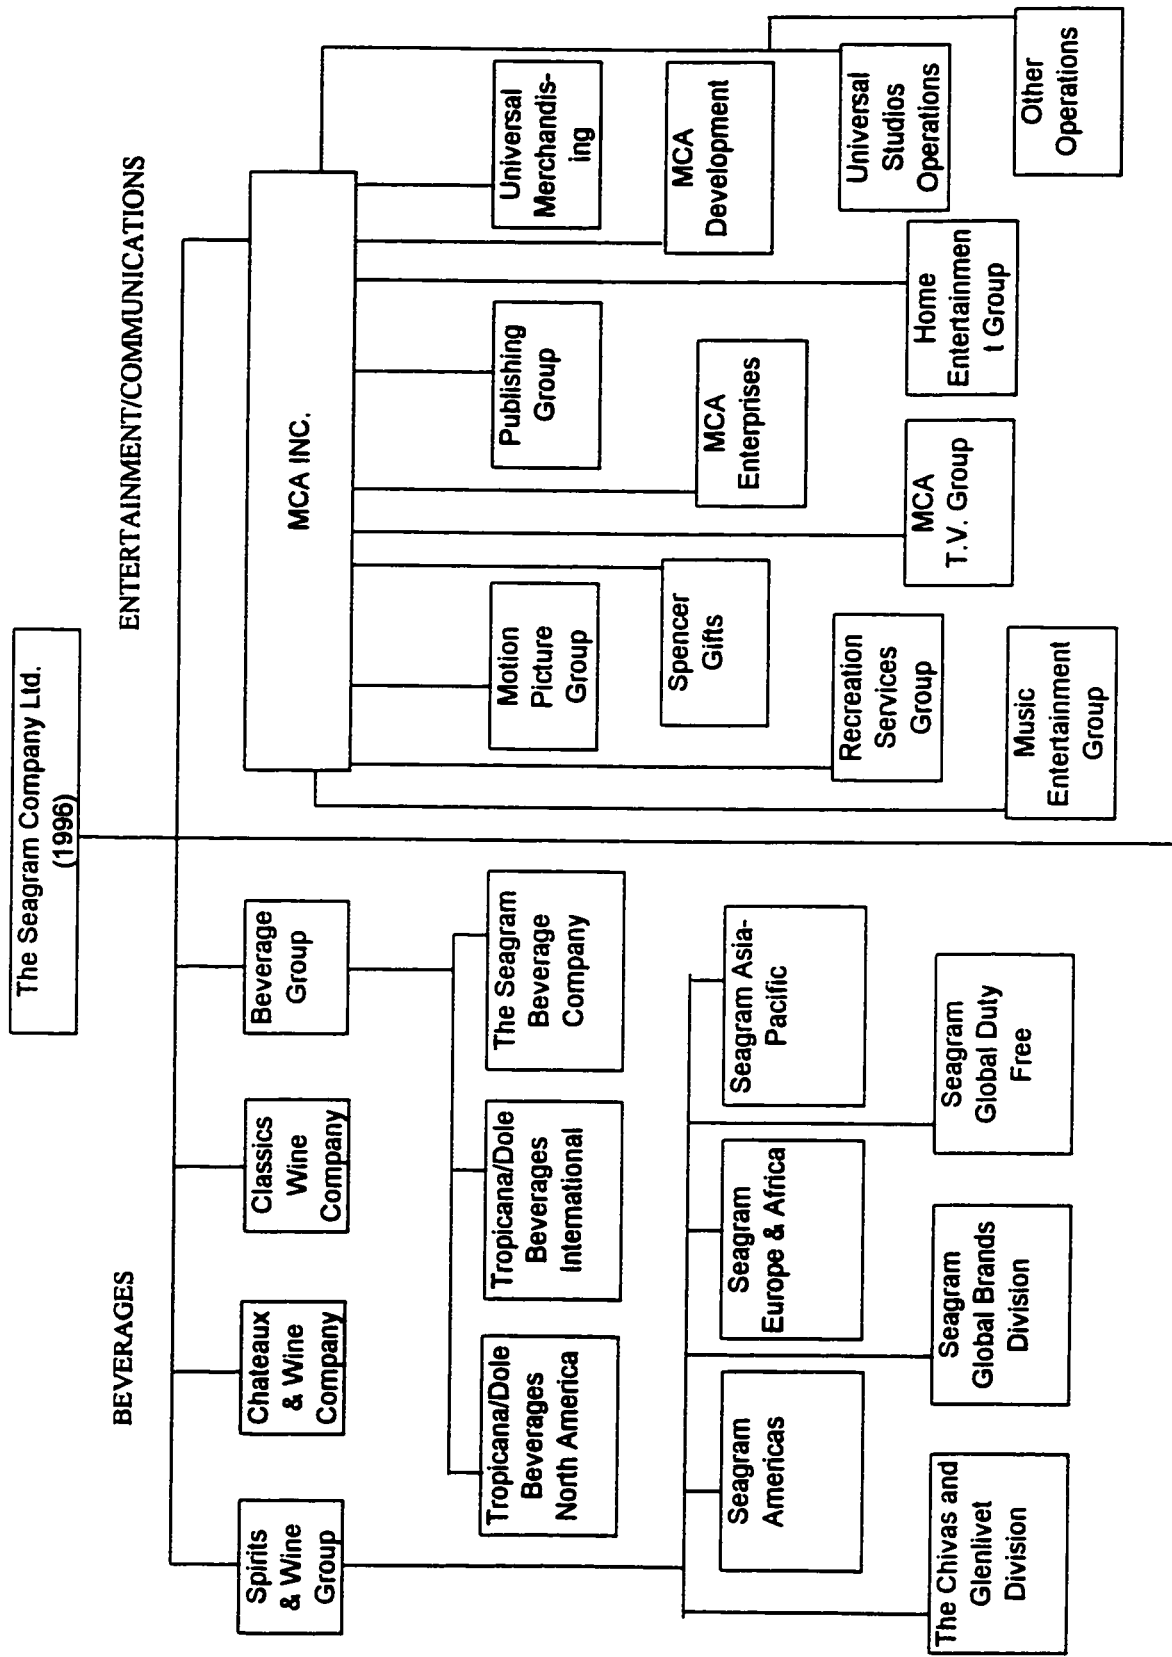 The Seagram Company Ltd.
(1996)
BEVERAGES
ENTERTAINMENT/COMMUNICATIONS
Spirits
& Wine
Group
Chateaux
& Wine
Company
Classics
Wine
Company
Beverage
Group
Tropicana/Dole
Beverages
North America
Tropicana/Dole
Beverages
International
The Seagram
Beverage
Company
Seagram
Americas
Seagram
Europe & Africa
Seagram Asia-
Pacific
The Chivas and
Glenlivet
Division
Seagram
Global Brands
Division
Seagram
Global Duty
Free
MCA INC.
Motion
Picture
Group
Publishing
Group
Universal
Merchandis-
ing
Spencer
Gifts
MCA
Enterprises
MCA
Development
Recreation
Services
Group
MCA
T.V. Group
Home
Entertainmen
t Group
Universal
Studios
Operations
Music
Entertainment
Group
Other
Operations